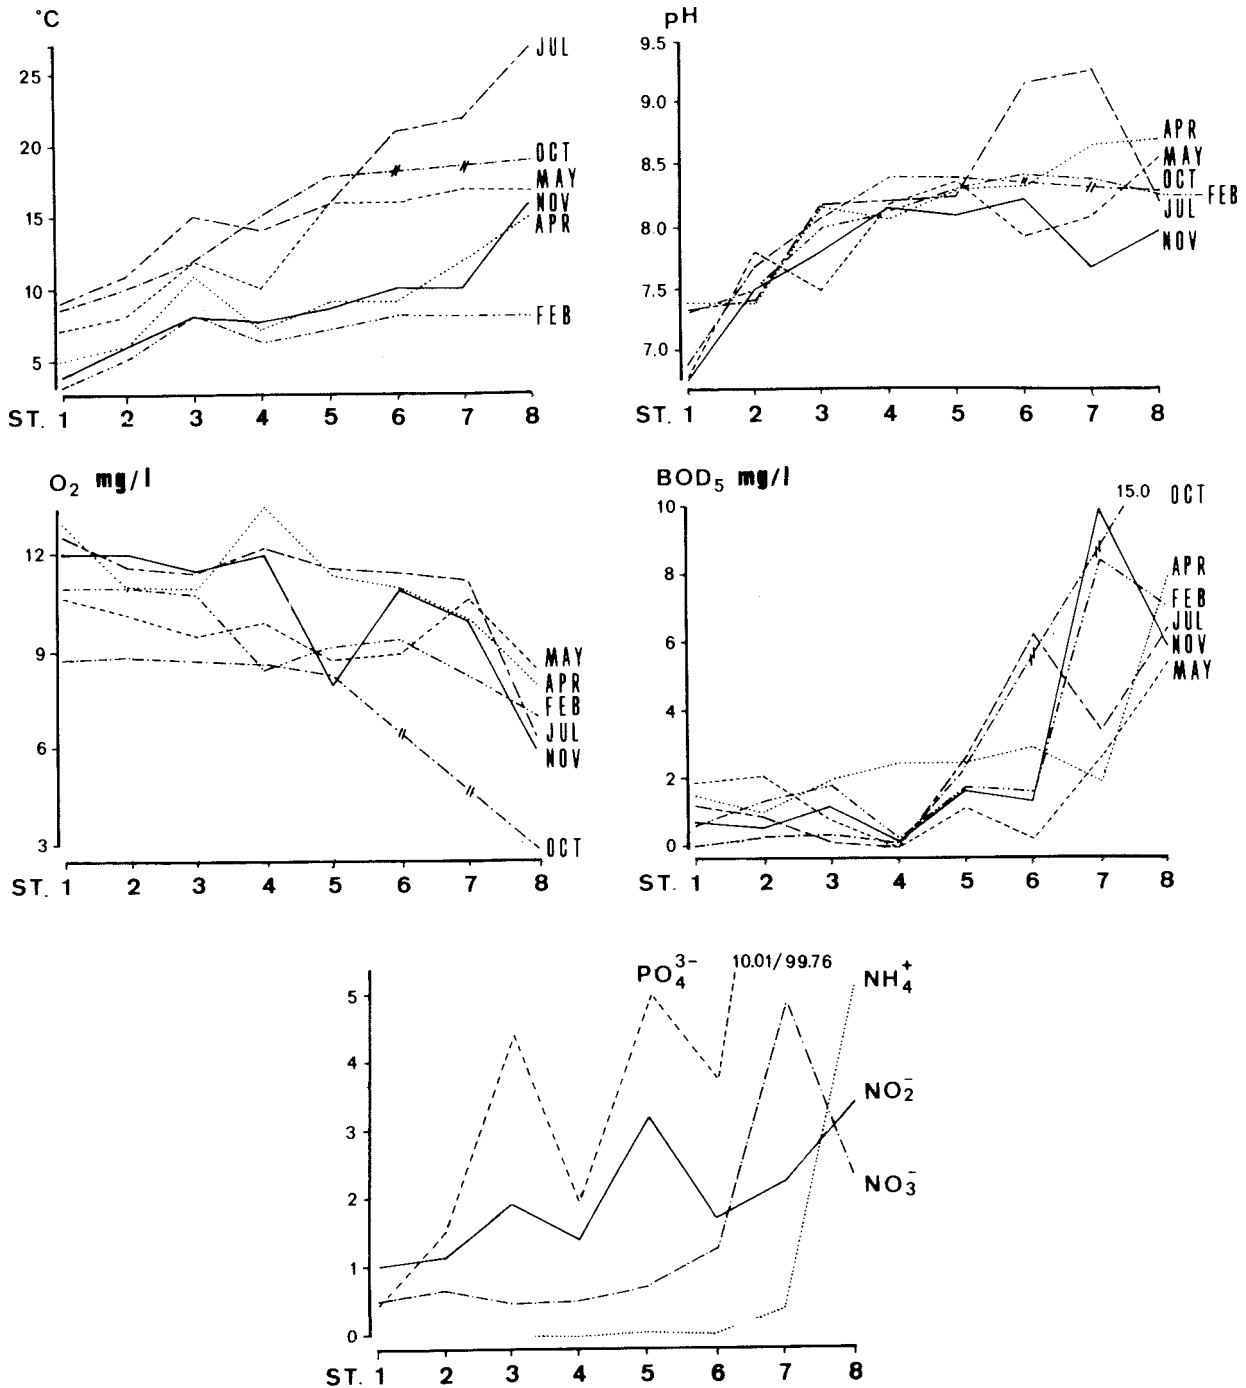 °C
25
20
15
10
5
JUL
OCT
MAY
NOV
APR
FEB
ST. 1 2 3 4 5 6 7 8
pH
9.5
9.0
8.5
8.0
7.5
7.0
APR
MAY
OCT
FEB
JUL
NOV
1 2 3 4 5 6 7 8
O₂ mg/l
12
9
6
3
MAY
APR
FEB
JUL
NOV
OCT
ST. 1 2 3 4 5 6 7 8
BOD₅ mg/l
10
8
6
4
2
0
15.0 OCT
APR
FEB
JUL
NOV
MAY
ST. 1 2 3 4 5 6 7 8
PO₄³⁻ 10.01/99.76
NH₄⁺
NO₂⁻
NO₃⁻
5
4
3
2
1
0
ST. 1 2 3 4 5 6 7 8